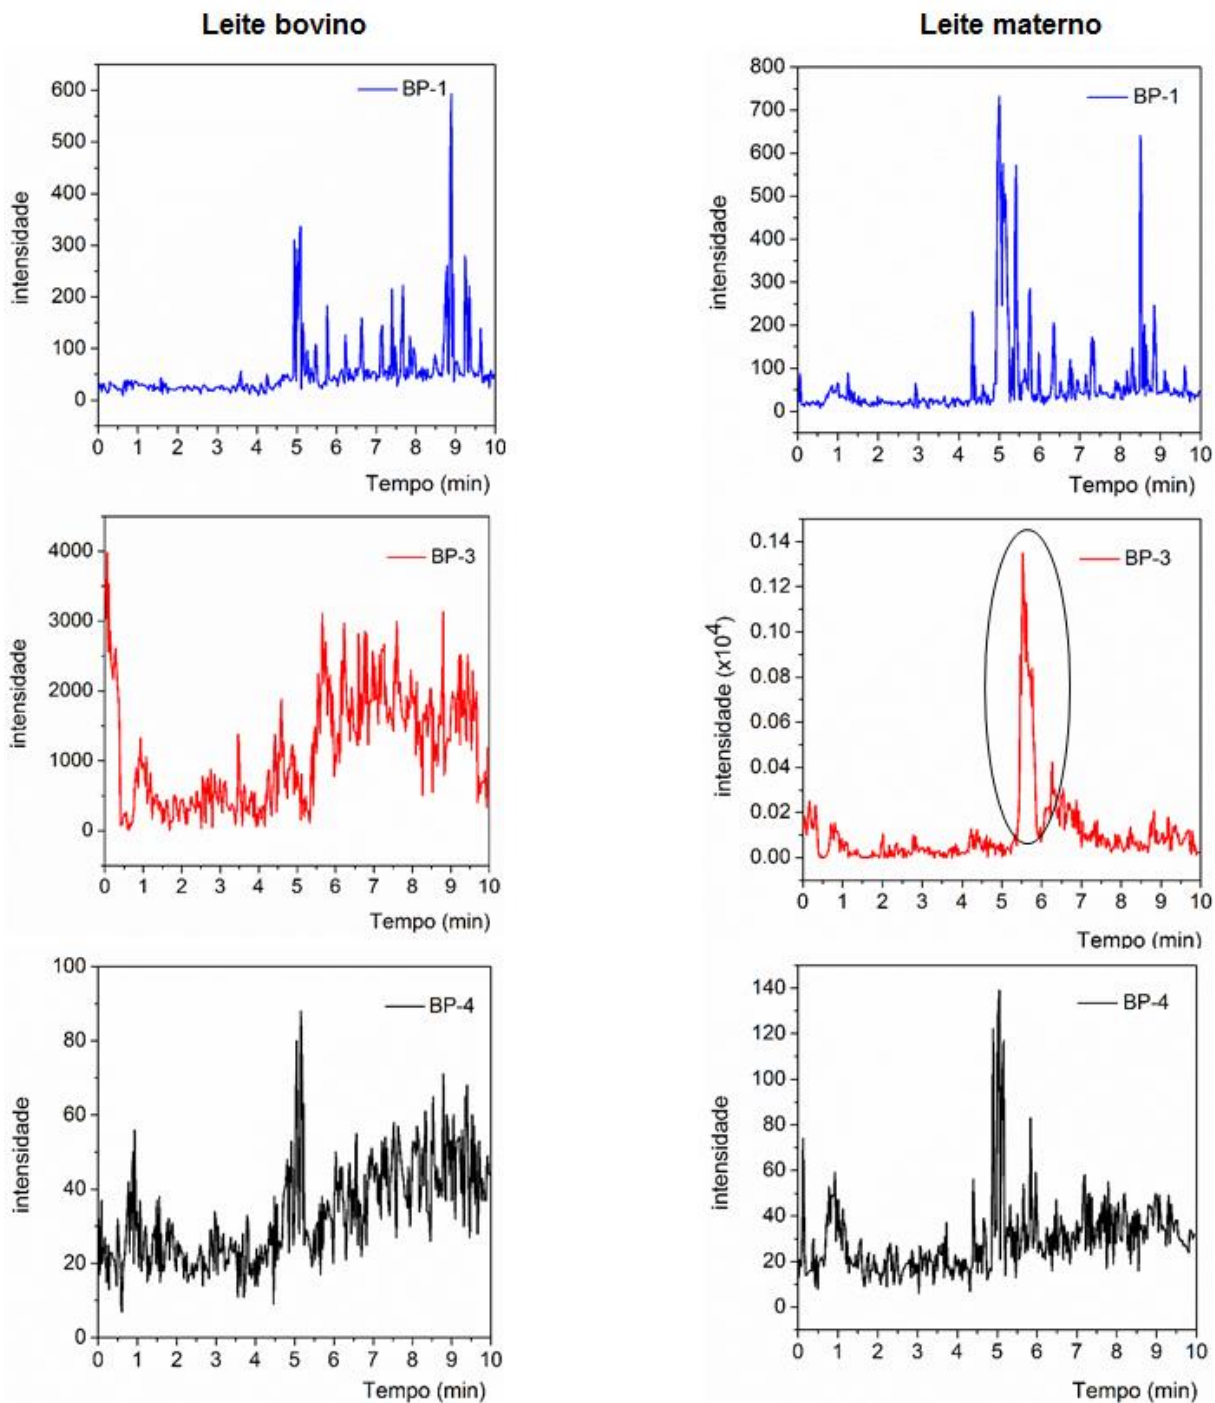 Leite bovino
Leite materno
600
500
400
300
200
100
0
intensidade
BP-1
0 1 2 3 4 5 6 7 8 9 10
Tempo (min)
800
700
600
500
400
300
200
100
0
intensidade
BP-1
0 1 2 3 4 5 6 7 8 9 10
Tempo (min)
4000
3000
2000
1000
0
intensidade
BP-3
0 1 2 3 4 5 6 7 8 9 10
Tempo (min)
0.14
0.12
0.10
0.08
0.06
0.04
0.02
0.00
intensidade (x10⁴)
BP-3
0 1 2 3 4 5 6 7 8 9 10
Tempo (min)
100
80
60
40
20
0
intensidade
BP-4
0 1 2 3 4 5 6 7 8 9 10
Tempo (min)
140
120
100
80
60
40
20
0
intensidade
BP-4
0 1 2 3 4 5 6 7 8 9 10
Tempo (min)